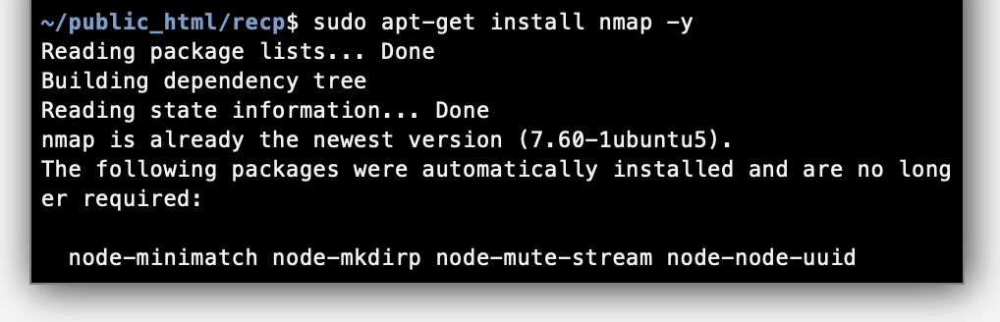 ~/public_html/recp$ sudo apt-get install nmap -y
Reading package lists... Done
Building dependency tree
Reading state information... Done
nmap is already the newest version (7.60-1ubuntu5).
The following packages were automatically installed and are no long
er required:
node-minimatch node-mkdirp node-mute-stream node-node-uuid